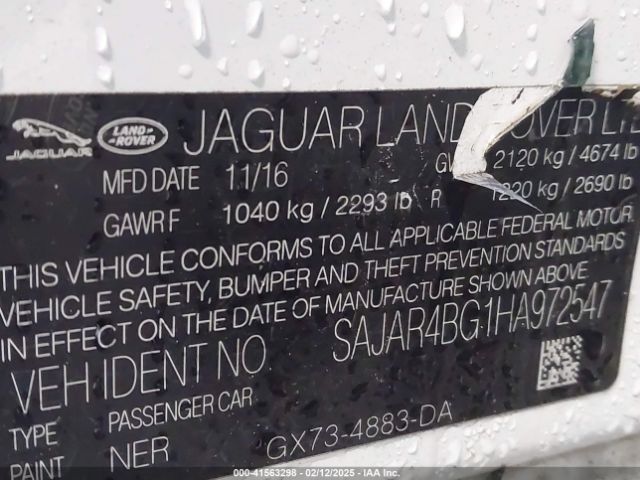 JAGUAR LAND ROVER JAGUAR LAND OVER LT
MFD DATE 11/16 GV 2120 kg / 4674 lb
GAWR F 1040 kg / 2293 lb R 1220 kg / 2690 lb
THIS VEHICLE CONFORMS TO ALL APPLICABLE FEDERAL MOTOR
VEHICLE SAFETY, BUMPER AND THEFT PREVENTION STANDARDS
IN EFFECT ON THE DATE OF MANUFACTURE SHOWN ABOVE
VEH IDENT NO SAJAR4BG1HA972547
TYPE PASSENGER CAR
PAINT NER GX73-4883-DA
000-41563298 - 02/12/2025 - IAA Inc.